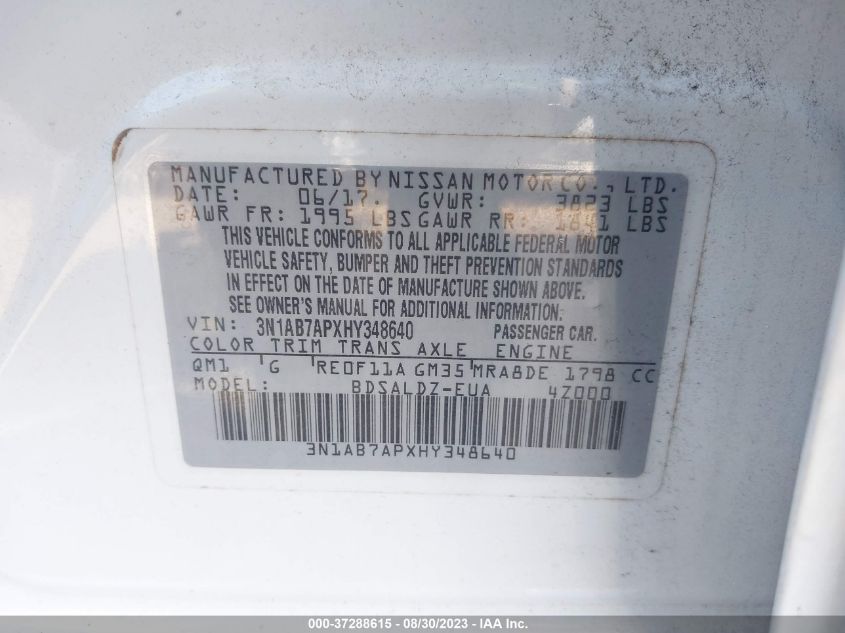 MANUFACTURED BY NISSAN MOTOR CO., LTD.
DATE: 06/17. GVWR: 3823 LBS
GAWR FR: 1995 LBS GAWR RR: 1841 LBS
THIS VEHICLE CONFORMS TO ALL APPLICABLE FEDERAL MOTOR
VEHICLE SAFETY, BUMPER AND THEFT PREVENTION STANDARDS
IN EFFECT ON THE DATE OF MANUFACTURE SHOWN ABOVE.
SEE OWNER'S MANUAL FOR ADDITIONAL INFORMATION.
VIN: 3N1AB7APXHY348640 PASSENGER CAR.
COLOR TRIM TRANS AXLE ENGINE
QM1 G RE0F11A GM35 MRA8DE 1798 CC
MODEL: BDSALDZ-EUA 4Z000
3N1AB7APXHY348640
000-37288615 - 08/30/2023 - IAA Inc.